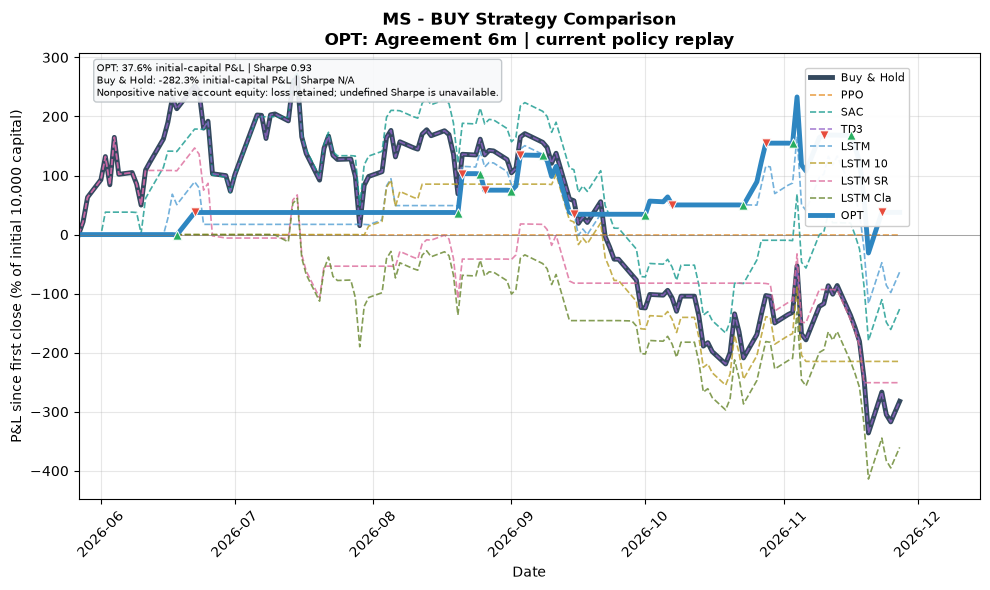 MS - BUY Strategy Comparison
OPT: Agreement 6m | current policy replay
OPT: 37.6% initial-capital P&L | Sharpe 0.93
Buy & Hold: -282.3% initial-capital P&L | Sharpe N/A
Nonpositive native account equity: loss retained; undefined Sharpe is unavailable.
Buy & Hold
PPO
SAC
TD3
LSTM
LSTM 10
LSTM SR
LSTM Cla
OPT
P&L since first close (% of initial 10,000 capital)
300
200
100
0
−100
−200
−300
−400
2026-06
2026-07
2026-08
2026-09
2026-10
2026-11
2026-12
Date